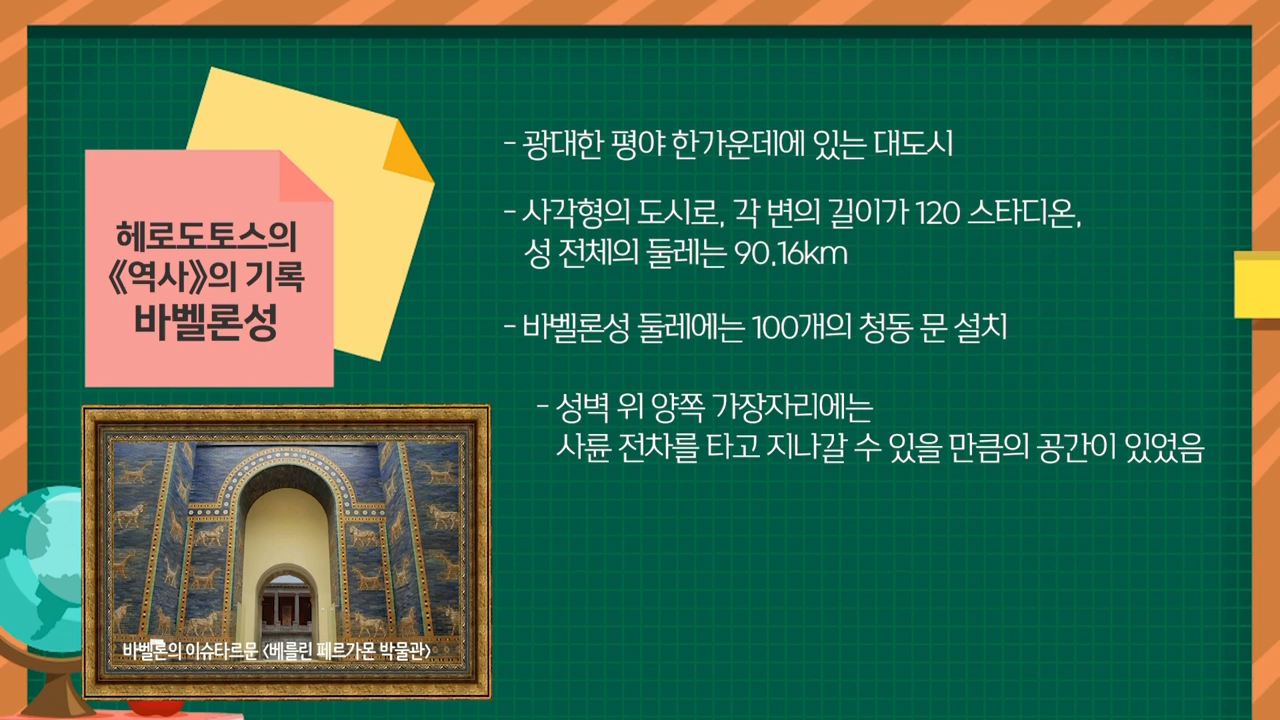 헤로도토스의
《역사》의 기록
바벨론성
- 광대한 평야 한가운데에 있는 대도시
- 사각형의 도시로, 각 변의 길이가 120 스타디온,
성 전체의 둘레는 90.16km
- 바벨론성 둘레에는 100개의 청동 문 설치
- 성벽 위 양쪽 가장자리에는
사륜 전차를 타고 지나갈 수 있을 만큼의 공간이 있었음
바벨론의 이슈타르문 <베를린 페르가몬 박물관>